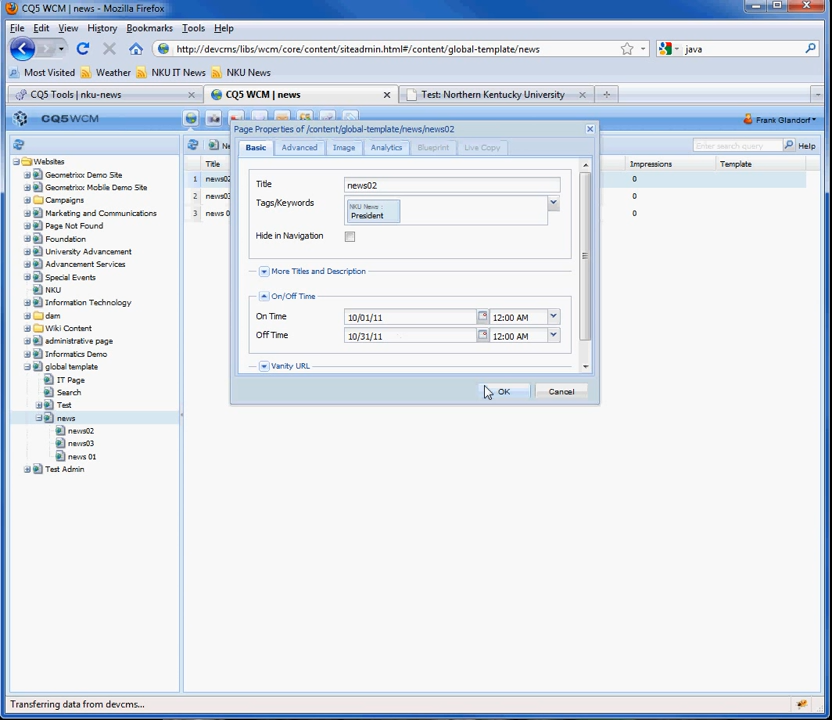 CQ5 WCM | news - Mozilla Firefox
File Edit View History Bookmarks Tools Help
http://devcms/libs/wcm/core/content/siteadmin.html#/content/global-template/news
java
Most Visited Weather NKU IT News NKU News
CQ5 Tools | nku-news
CQ5 WCM | news
Test: Northern Kentucky University
CQ5WCM
Frank Glandorf
Ne
Enter search query
Help
Title
Impressions
Template
1 news02 0
2 news03 0
3 news 0 0
Websites
Geometrixx Demo Site
Geometrixx Mobile Demo Site
Campaigns
Marketing and Communications
Page Not Found
Foundation
University Advancement
Advancement Services
Special Events
NKU
Information Technology
dam
Wiki Content
administrative page
Informatics Demo
global template
IT Page
Search
Test
news
news02
news03
news 01
Test Admin
Page Properties of /content/global-template/news/news02
Basic Advanced Image Analytics Blueprint Live Copy
Title news02
Tags/Keywords
NKU News :
President
Hide in Navigation
More Titles and Description
On/Off Time
On Time 10/01/11 12:00 AM
Off Time 10/31/11 12:00 AM
Vanity URL
OK Cancel
Transferring data from devcms...